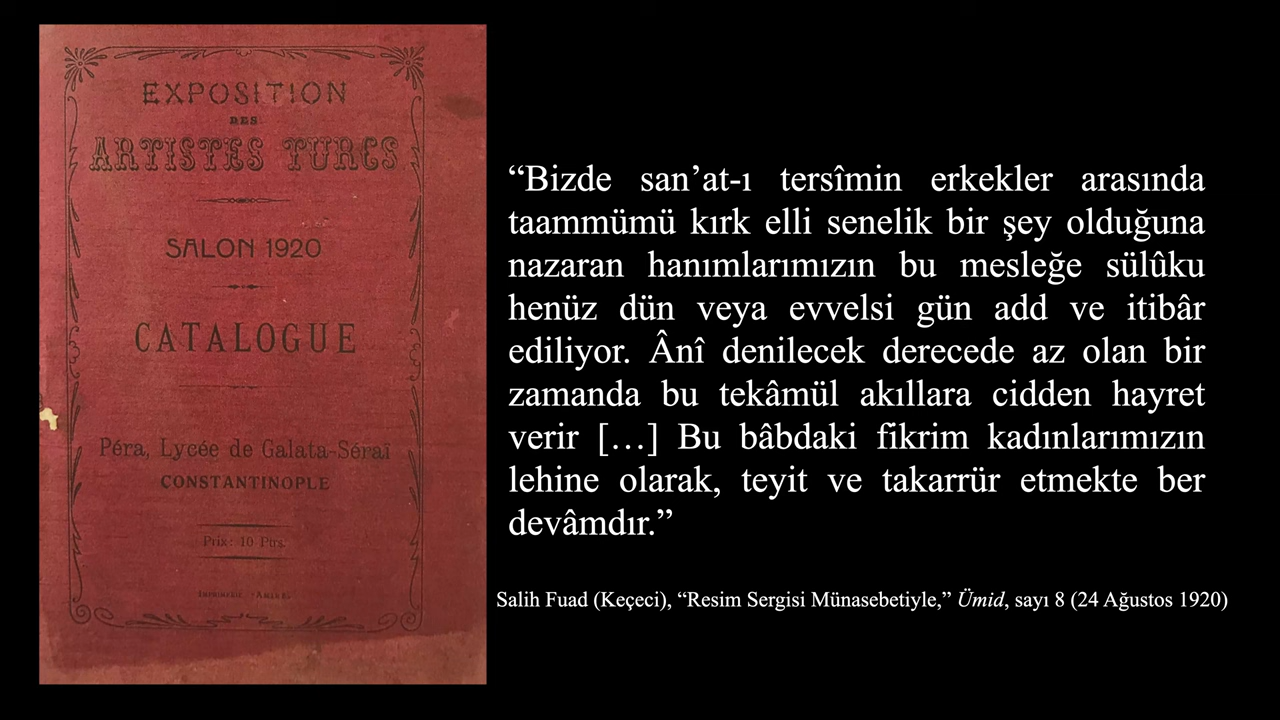 EXPOSITION
DES
ARTISTES TURCS
SALON 1920
CATALOGUE
Péra, Lycée de Galata-Séraï
CONSTANTINOPLE
Prix: 10 Ptrs.
IMPRIMERIE
“Bizde san’at-ı tersîmin erkekler arasında
taammümü kırk elli senelik bir şey olduğuna
nazaran hanımlarımızın bu mesleğe sülûku
henüz dün veya evvelsi gün add ve itibâr
ediliyor. Ânî denilecek derecede az olan bir
zamanda bu tekâmül akıllara cidden hayret
verir […] Bu bâbdaki fikrim kadınlarımızın
lehine olarak, teyit ve takarrür etmekte ber
devâmdır.”
Salih Fuad (Keçeci), “Resim Sergisi Münasebetiyle,” Ümid, sayı 8 (24 Ağustos 1920)